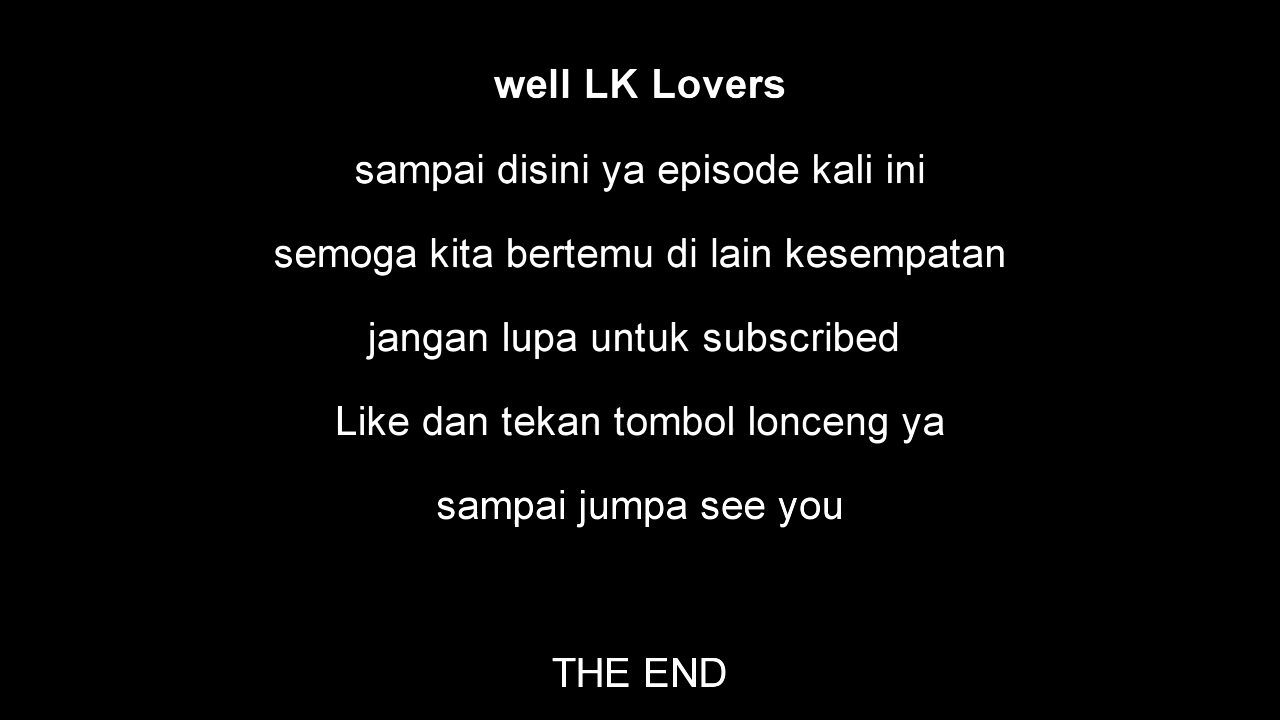 well LK Lovers
sampai disini ya episode kali ini
semoga kita bertemu di lain kesempatan
jangan lupa untuk subscribed
Like dan tekan tombol lonceng ya
sampai jumpa see you
THE END